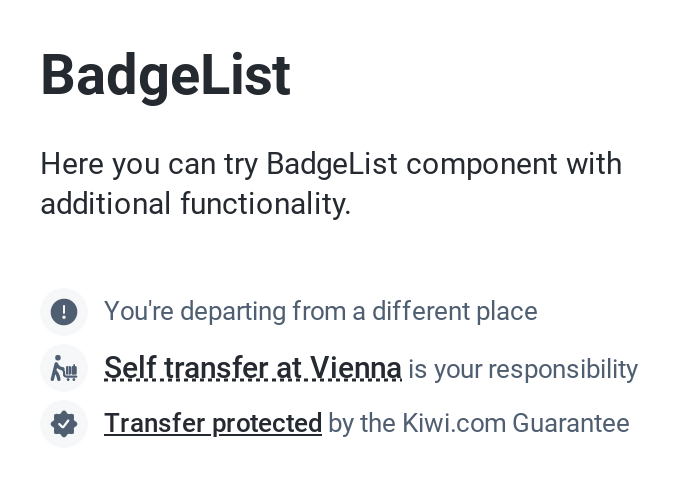 BadgeList
Here you can try BadgeList component with
additional functionality.
You're departing from a different place
Self transfer at Vienna is your responsibility
Transfer protected by the Kiwi.com Guarantee